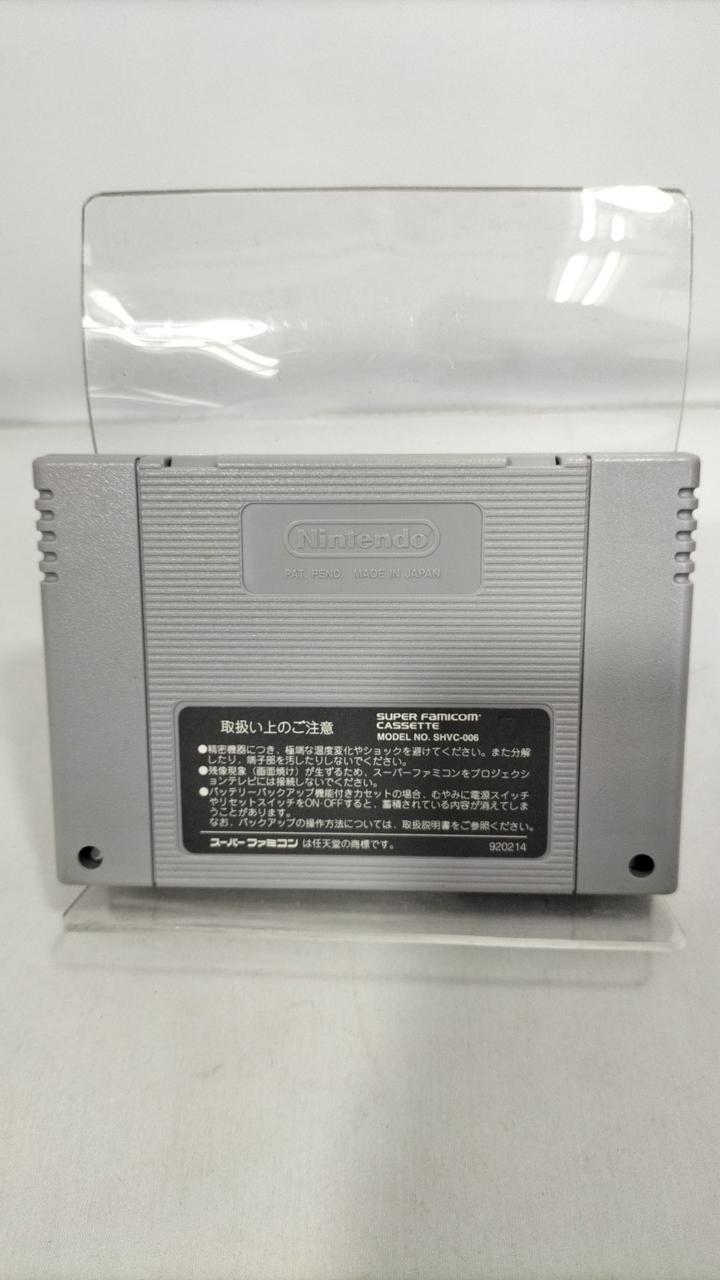 Nintendo
PAT. PEND. MADE IN JAPAN
取扱い上のご注意
SUPER FAMICOM
CASSETTE
MODEL NO. SHVC-006
●精密機器につき、極端な温度変化やショックを避けてください。また分解
したり、端子部を汚したりしないでください。
●残像現象（画面焼け）が生ずるため、スーパーファミコンをプロジェクシ
ョンテレビには接続しないでください。
●バッテリーバックアップ機能付きカセットの場合、むやみに電源スイッチ
やリセットスイッチをON・OFFすると、蓄積されている内容が消えてしま
うことがあります。
なお、バックアップの操作方法については、取扱説明書をご参照ください。
スーパーファミコン は任天堂の商標です。
920214